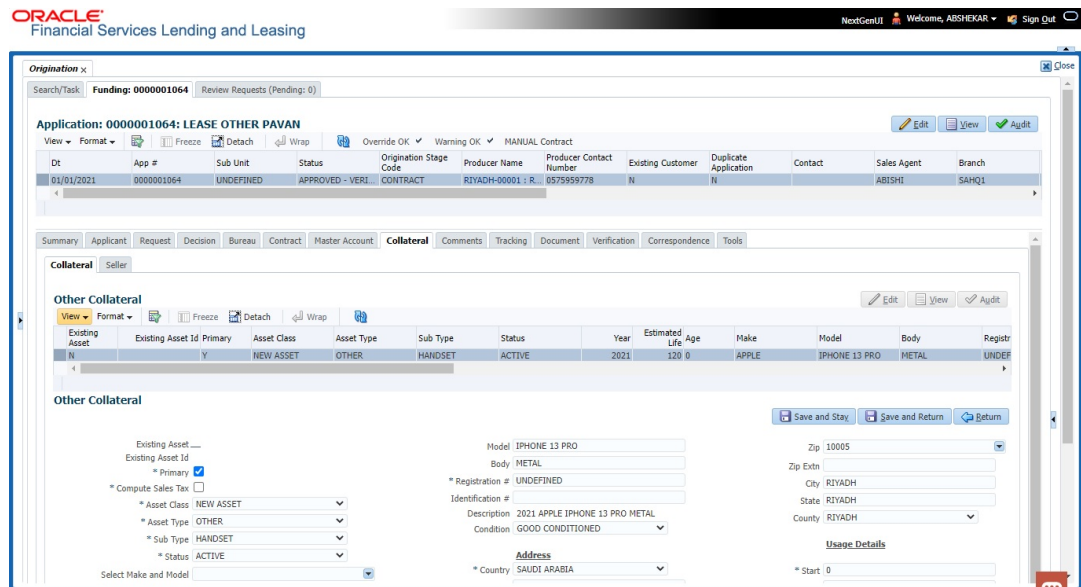 ORACLE
Financial Services Lending and Leasing
NextGenUI Welcome, ABSHEKAR Sign Out
Close
Origination x
Search/Task Funding: 0000001064 Review Requests (Pending: 0)
Application: 0000001064: LEASE OTHER PAVAN
Edit View Audit
View Format Freeze Detach Wrap Override OK Warning OK MANUAL Contract
Dt App # Sub Unit Status Origination Stage Code Producer Name Producer Contact Number Existing Customer Duplicate Application Contact Sales Agent Branch
01/01/2021 0000001064 UNDEFINED APPROVED - VERI... CONTRACT RIYADH-00001 : R... 0575959778 N N ABISHI SAHQ1
Summary Applicant Request Decision Bureau Contract Master Account Collateral Comments Tracking Document Verification Correspondence Tools
Collateral Seller
Other Collateral
Edit View Audit
View Format Freeze Detach Wrap
Existing Asset Existing Asset Id Primary Asset Class Asset Type Sub Type Status Year Estimated Life Age Make Model Body Registr
N Y NEW ASSET OTHER HANDSET ACTIVE 2021 120 0 APPLE IPHONE 13 PRO METAL UNDEF
Other Collateral
Save and Stay Save and Return Return
Existing Asset
Existing Asset Id
* Primary
* Compute Sales Tax
* Asset Class NEW ASSET
* Asset Type OTHER
* Sub Type HANDSET
* Status ACTIVE
Select Make and Model
Model IPHONE 13 PRO
Body METAL
* Registration # UNDEFINED
Identification #
Description 2021 APPLE IPHONE 13 PRO METAL
Condition GOOD CONDITIONED
Address
* Country SAUDI ARABIA
Zip 10005
Zip Extn
City RIYADH
State RIYADH
County RIYADH
Usage Details
* Start 0